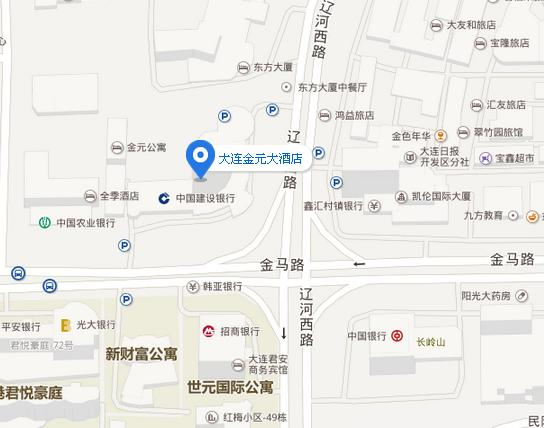 大友和旅店
宝隆旅店
辽河西路
东方大厦
东方大厦中餐厅
汇友旅店
鸿益旅店
金色年华
翠竹园旅馆
辽
金元公寓
大连金元大酒店
大连日报
开发区分社
宝鑫超市
路
全季酒店
中国建设银行
凯伦国际大厦
鑫汇村镇银行
中国农业银行
九方教育
金马路
金马路
韩亚银行
辽河西路
阳光大药房
平安银行
光大银行
招商银行
中国银行
长岭山
君悦豪庭72号
新财富公寓
大连君安
商务宾馆
世元国际公寓
港君悦豪庭
红梅小区-49栋